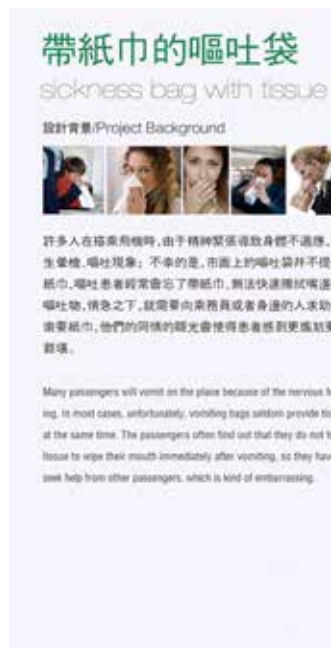 帶紙巾的嘔吐袋
sickness bag with tissue
設計背景/Project Background
許多人在搭乘飛機時，由于精神緊張導致身體不適應，
生暈機、嘔吐現象；不幸的是，市面上的嘔吐袋并不提
紙巾，嘔吐患者經常會忘了帶紙巾，無法快速擦拭嘴邊
嘔吐物，情急之下，就需要向乘務員或者身邊的人求助
需要紙巾，他們的同情的眼光會使得患者感到更尷尬
Many passengers will vomit on the plane because of the nervous
ing. In most cases, unfortunately, vomiting bags seldom provide
at the same time. The passengers often find out that they do not
tissue to wipe their mouth immediately after vomiting, so they hav
seek help from other passengers, which is kind of embarrassing.